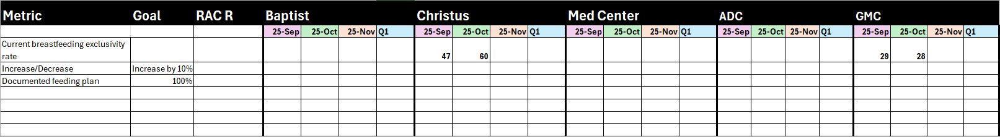 Metric Goal RAC R Baptist Christus Med Center ADC GMC
25-Sep 25-Oct 25-Nov Q1 25-Sep 25-Oct 25-Nov Q1 25-Sep 25-Oct 25-Nov Q1 25-Sep 25-Oct 25-Nov Q1 25-Sep 25-Oct 25-Nov Q1
Current breastfeeding exclusivity
rate 47 60 29 28
Increase/Decrease Increase by 10%
Documented feeding plan 100%